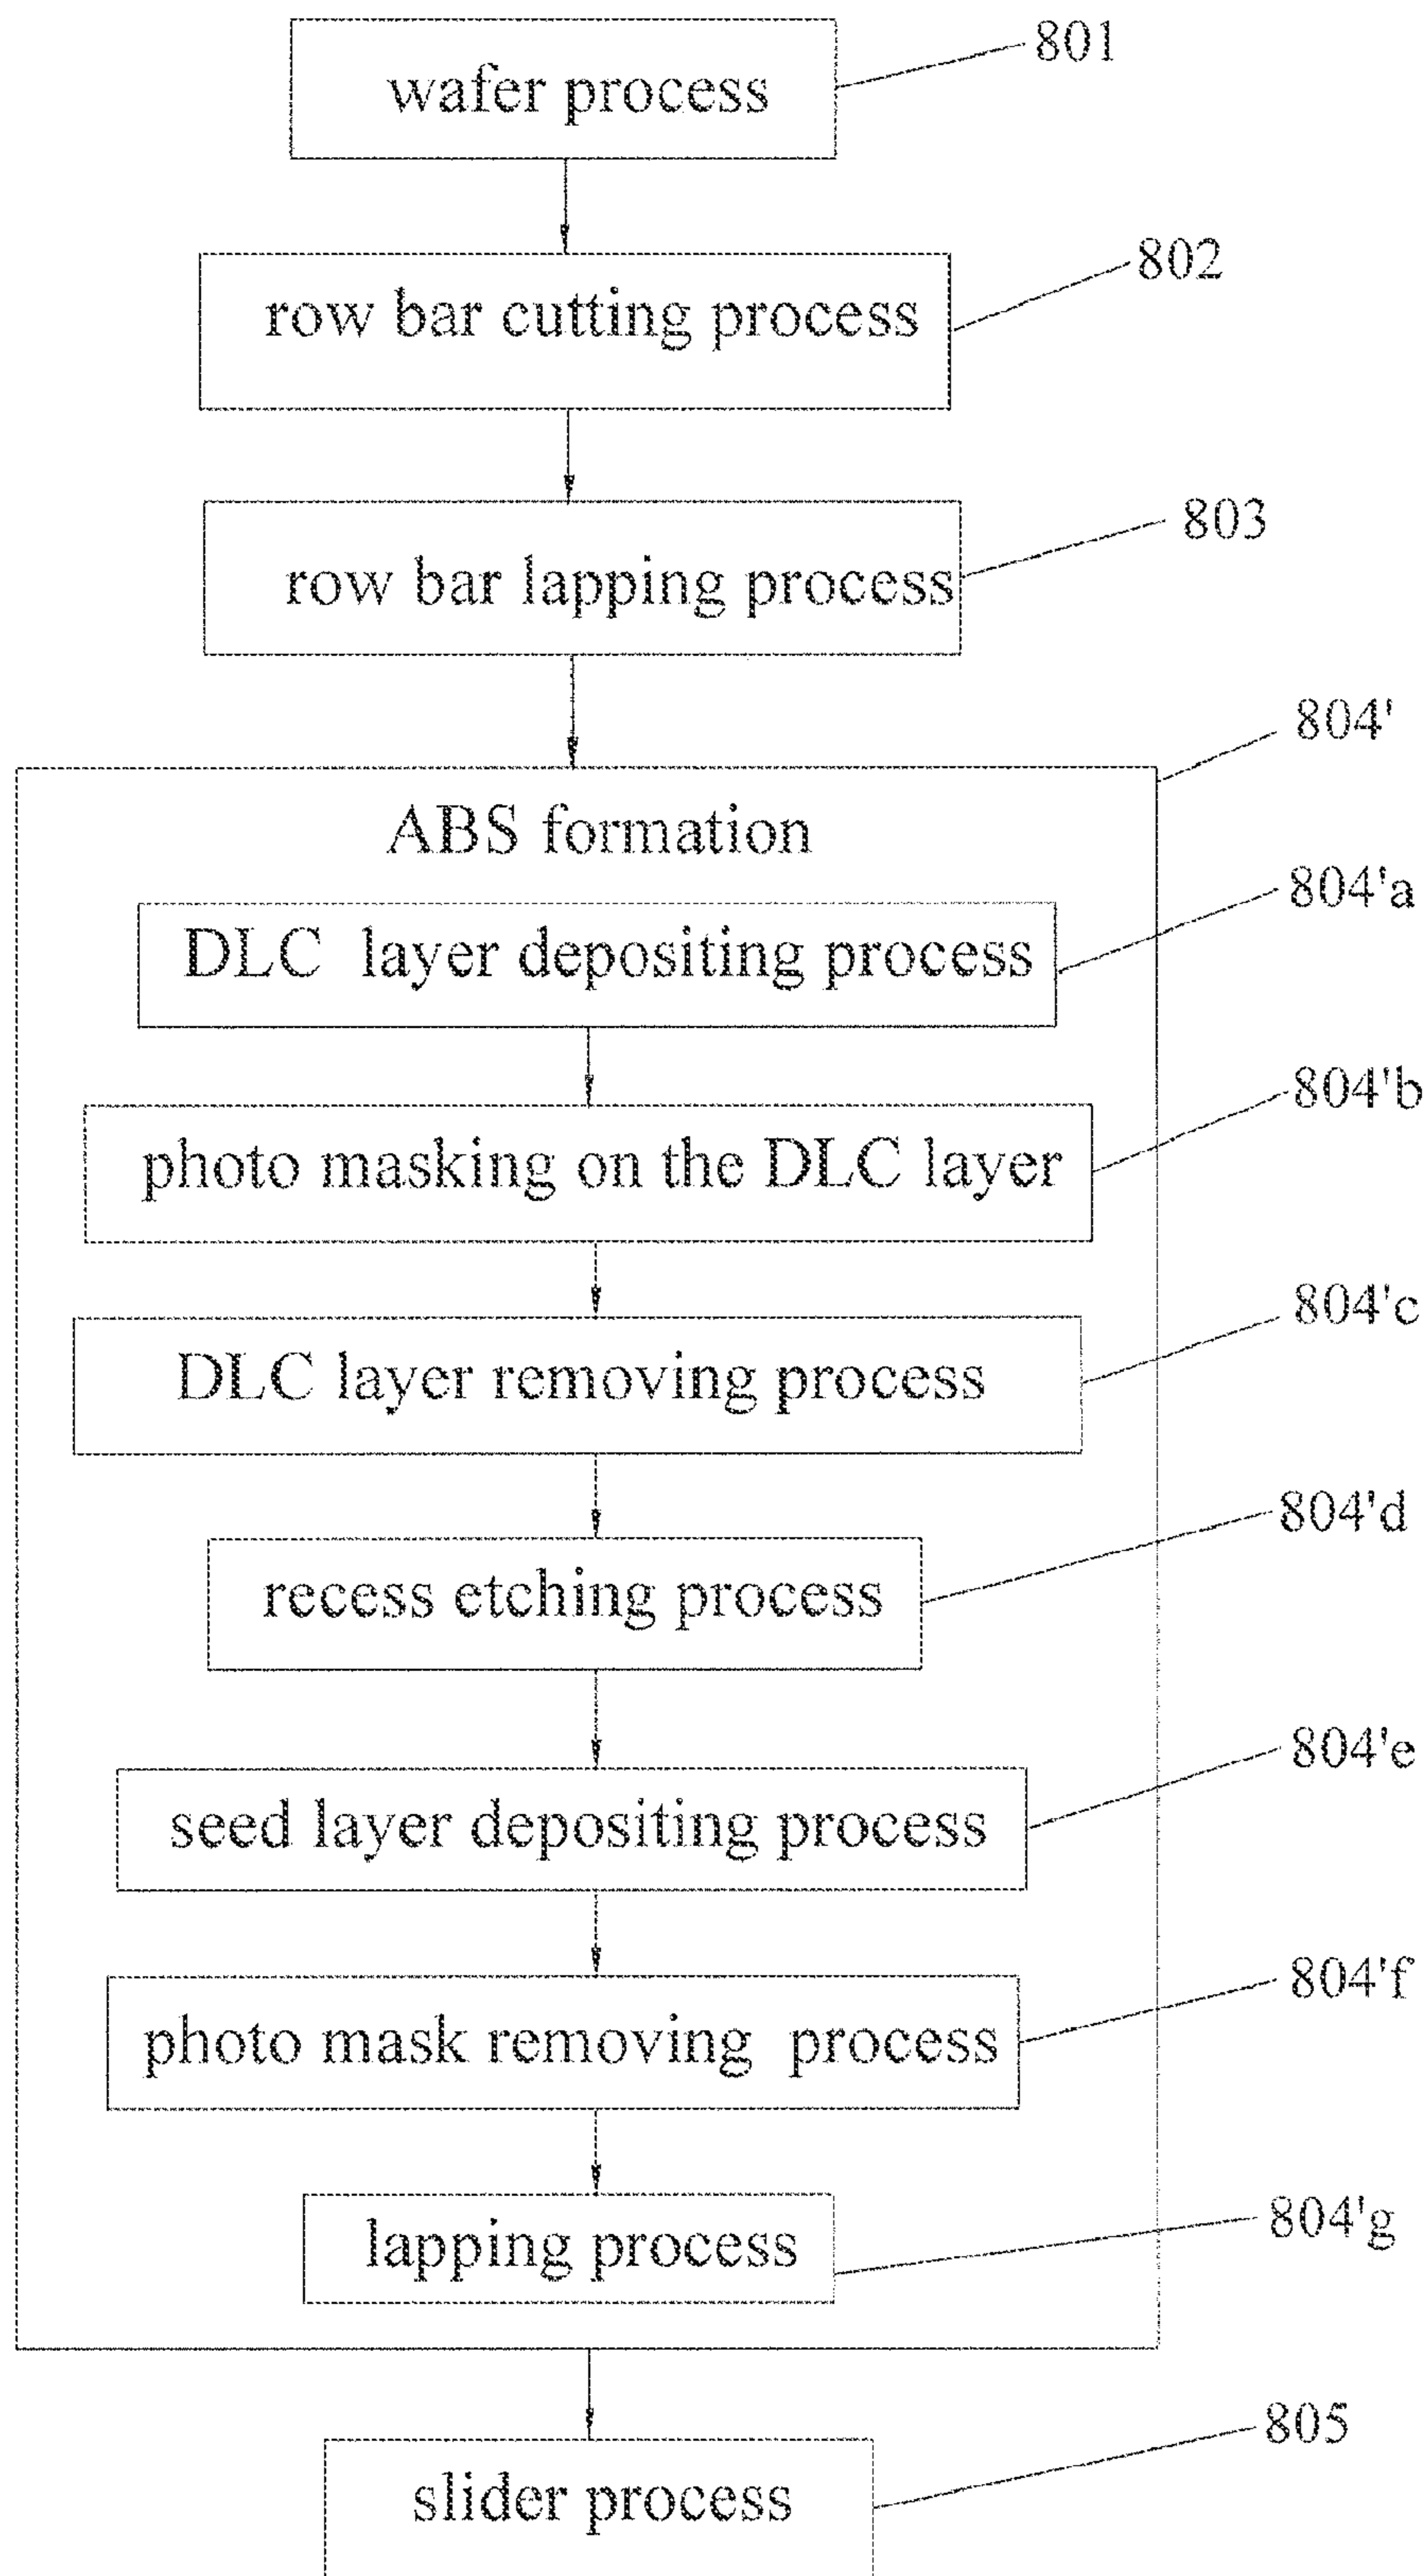 801
wafer process
802
row bar cutting process
803
row bar lapping process
804'
ABS formation
804'a
DLC layer depositing process
804'b
photo masking on the DLC layer
804'c
DLC layer removing process
804'd
recess etching process
804'e
seed layer depositing process
804'f
photo mask removing process
804'g
lapping process
805
slider process